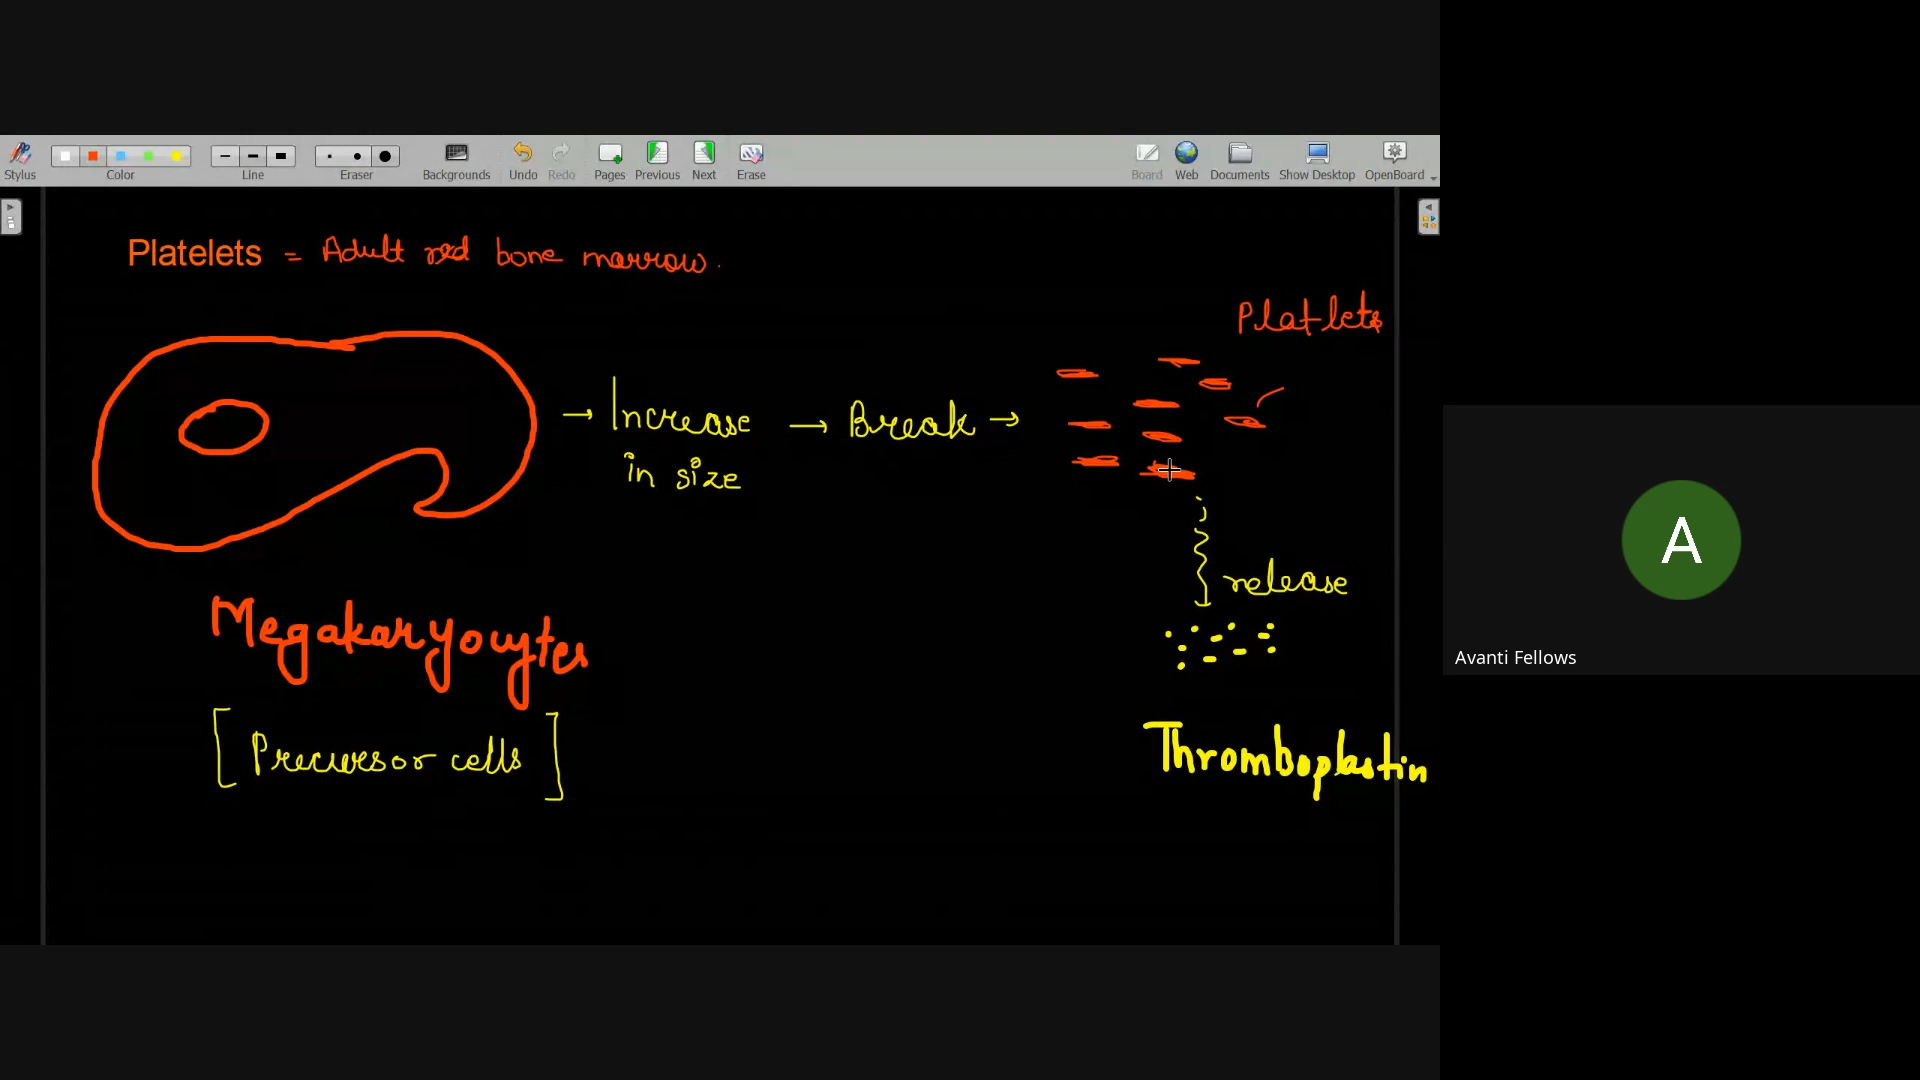 Stylus
Color
Line
Eraser
Backgrounds
Undo
Redo
Pages
Previous
Next
Erase
Board
Web
Documents
Show Desktop
OpenBoard
Platelets = Adult red bone marrow.
Platlets
→ Increase → Break →
in size
release
Megakaryocytes
[Precursor cells]
Thromboplastin
A
Avanti Fellows